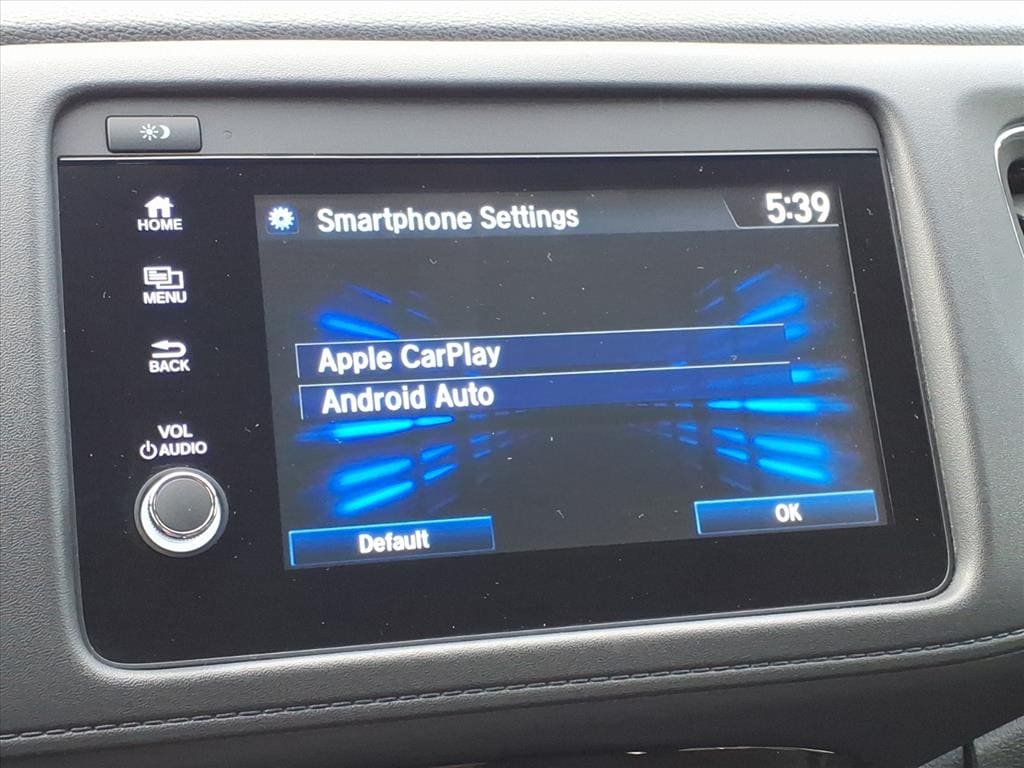 HOME
MENU
BACK
VOL
AUDIO
Smartphone Settings
5:39
Apple CarPlay
Android Auto
Default
OK